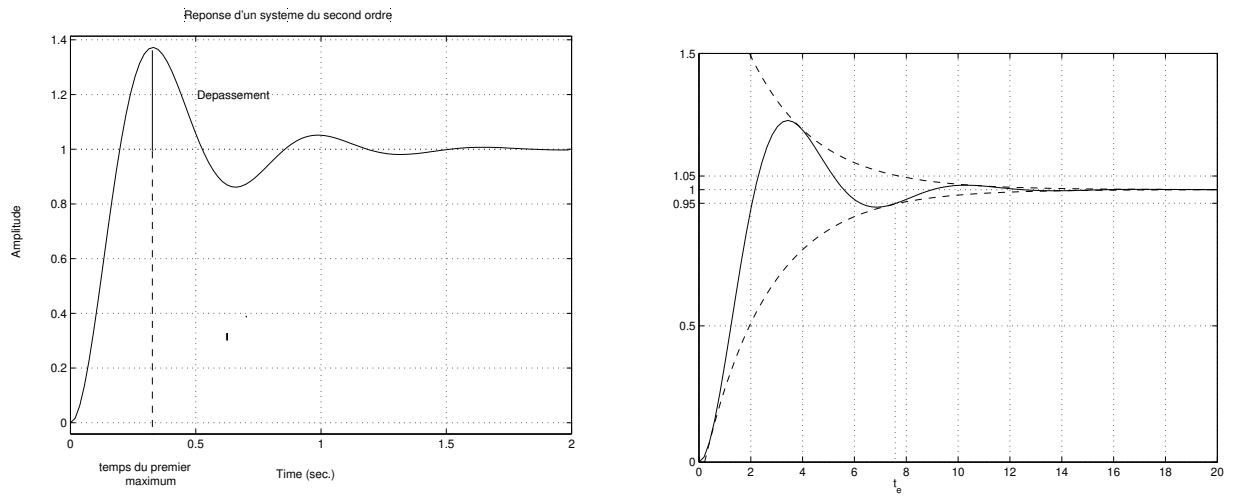 Reponse d'un systeme du second ordre
1.4
1.2
1
0.8
0.6
0.4
0.2
0
Amplitude
Depassement
0 0.5 1 1.5 2
temps du premier
maximum
Time (sec.)
1.5
1.05
1
0.95
0.5
0
0 2 4 6 8 10 12 14 16 18 20
te